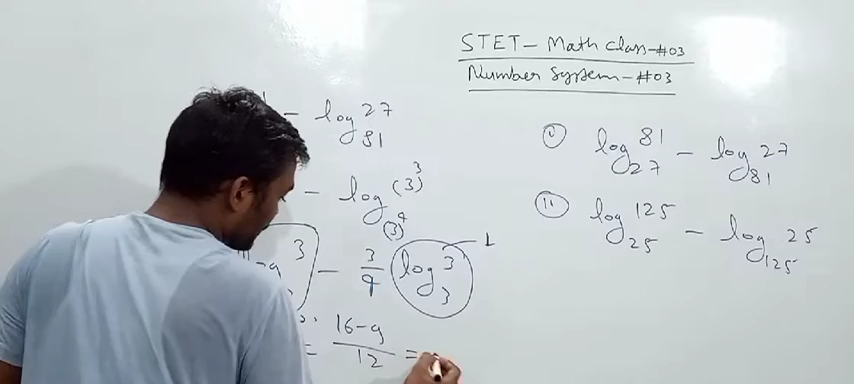 STET- Math Class-#03
Number System-#03
- log 27
81
- log (3)³
(3)⁴
3 - 3/4 log 3 1
3
= 16-9 =
12
(i) log 81 - log 27
27 81
(ii) log 125 - log 25
25 125